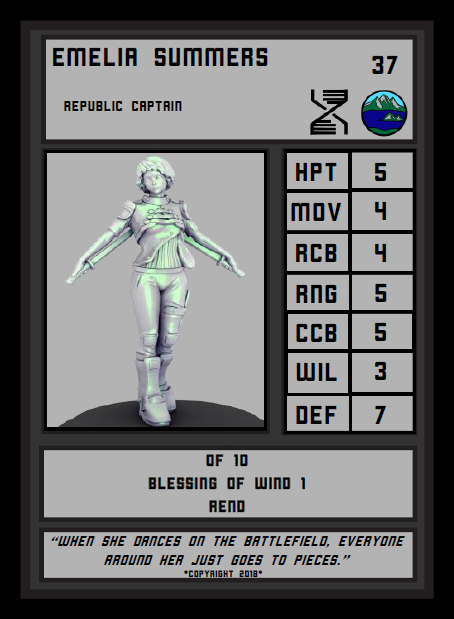 EMELIA SUMMERS
37
REPUBLIC CAPTAIN
HPT 5
MOV 4
RCB 4
RNG 5
CCB 5
WIL 3
DEF 7
OF 10
BLESSING OF WIND 1
REND
"WHEN SHE DANCES ON THE BATTLEFIELD, EVERYONE
AROUND HER JUST GOES TO PIECES."
*COPYRIGHT 2018*